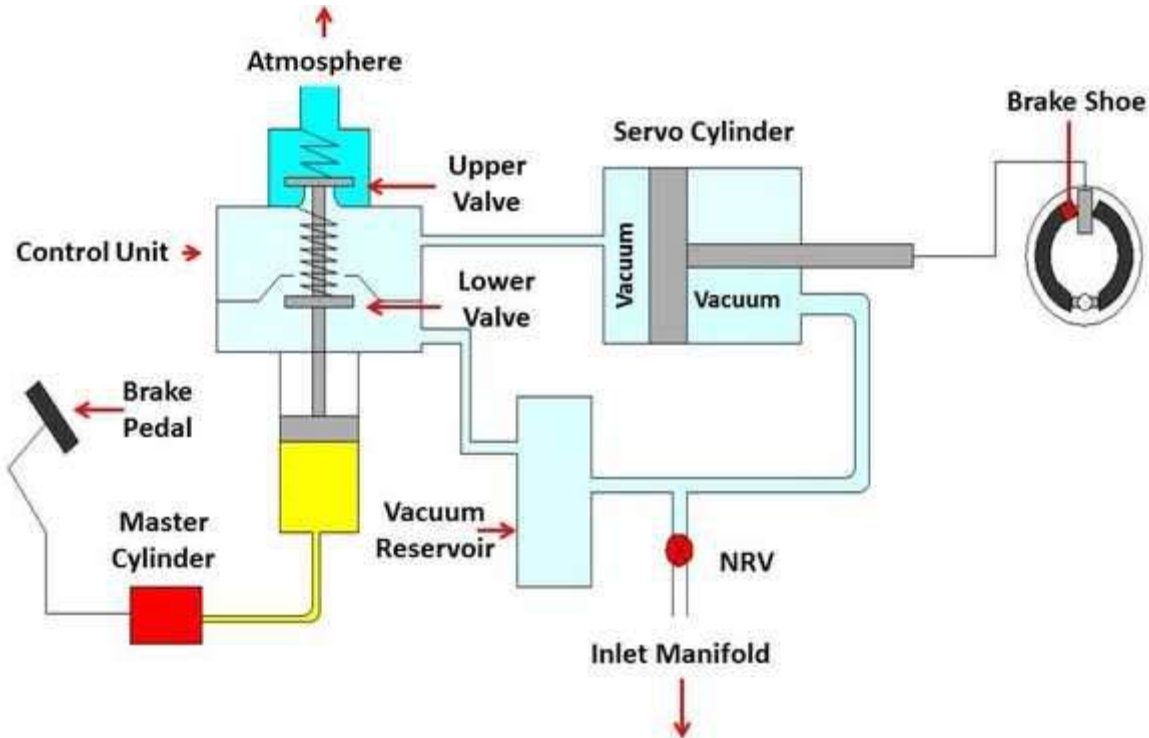 Atmosphere
Brake Shoe
Servo Cylinder
Upper
Valve
Control Unit
Vacuum
Vacuum
Lower
Valve
Brake
Pedal
Master
Cylinder
Vacuum
Reservoir
NRV
Inlet Manifold